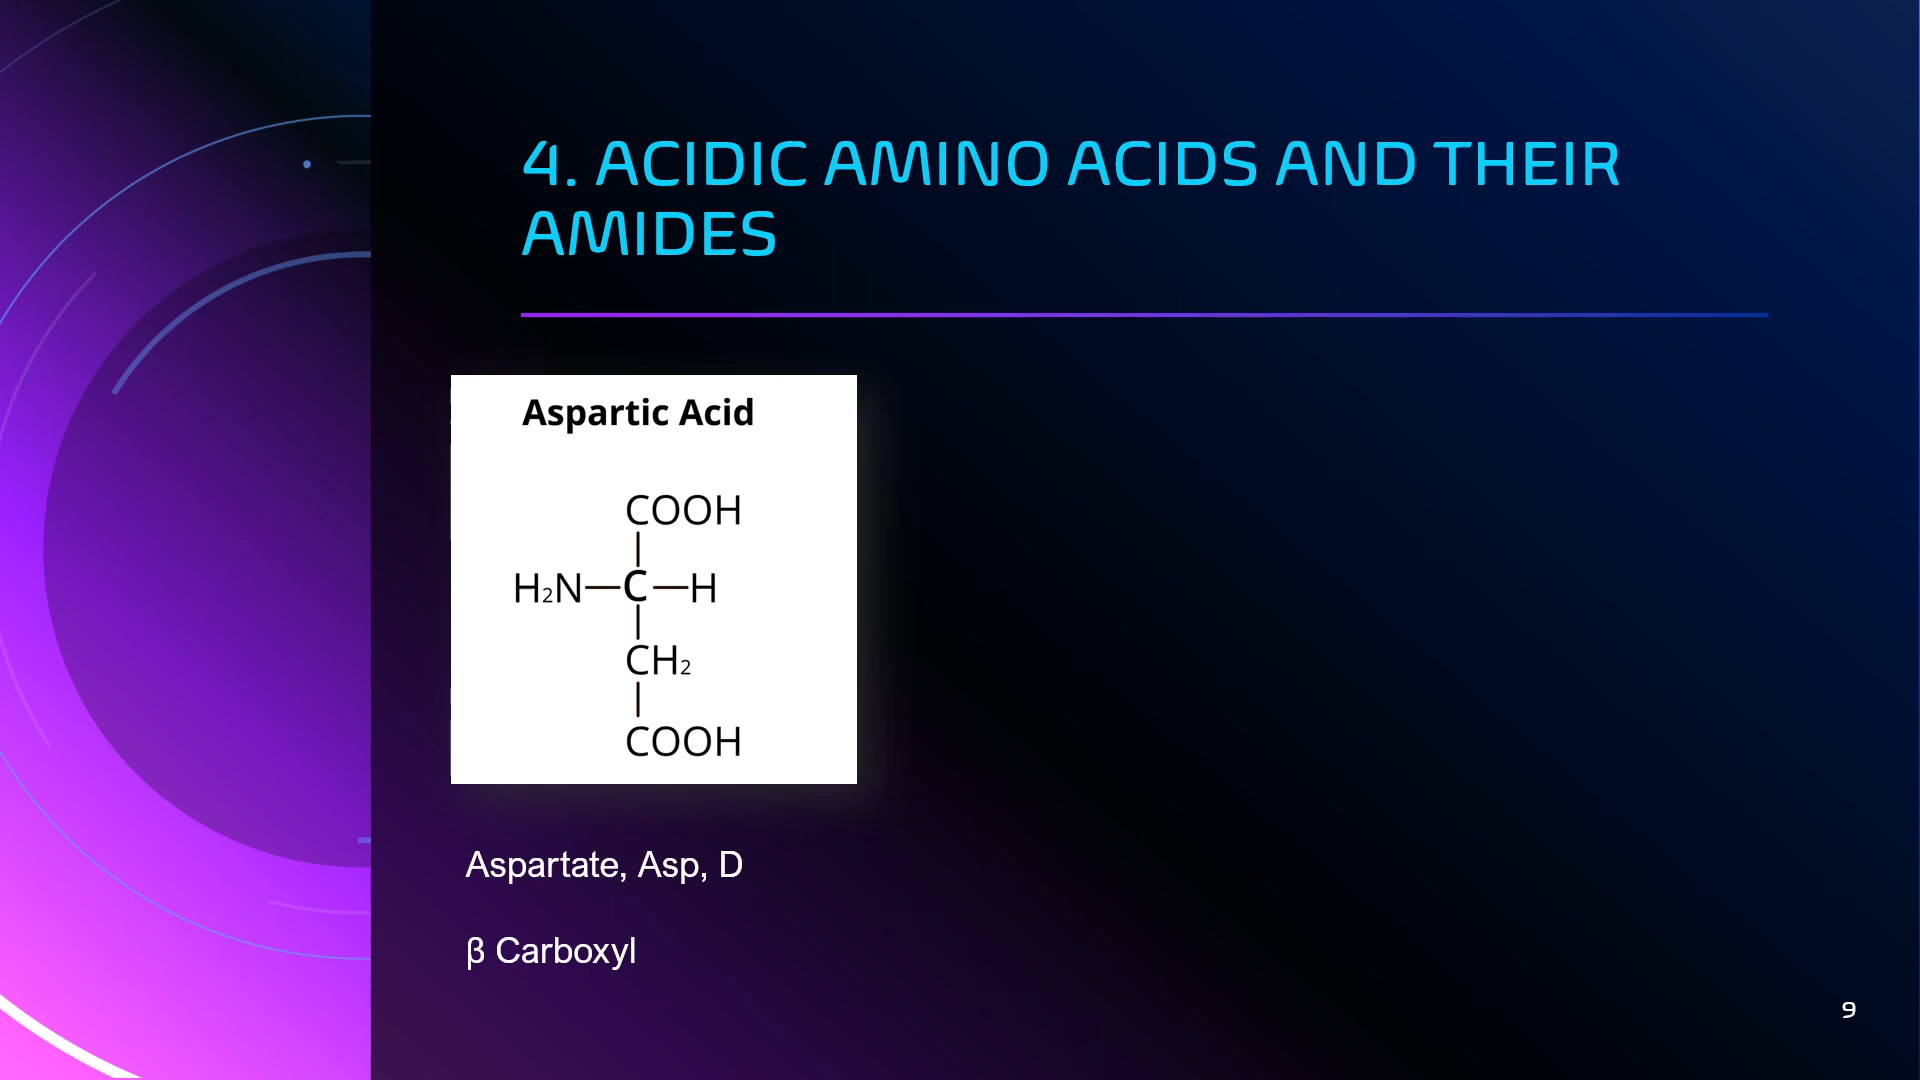 4. ACIDIC AMINO ACIDS AND THEIR
AMIDES
Aspartic Acid
COOH
H₂N—C—H
CH₂
COOH
Aspartate, Asp, D
β Carboxyl
9